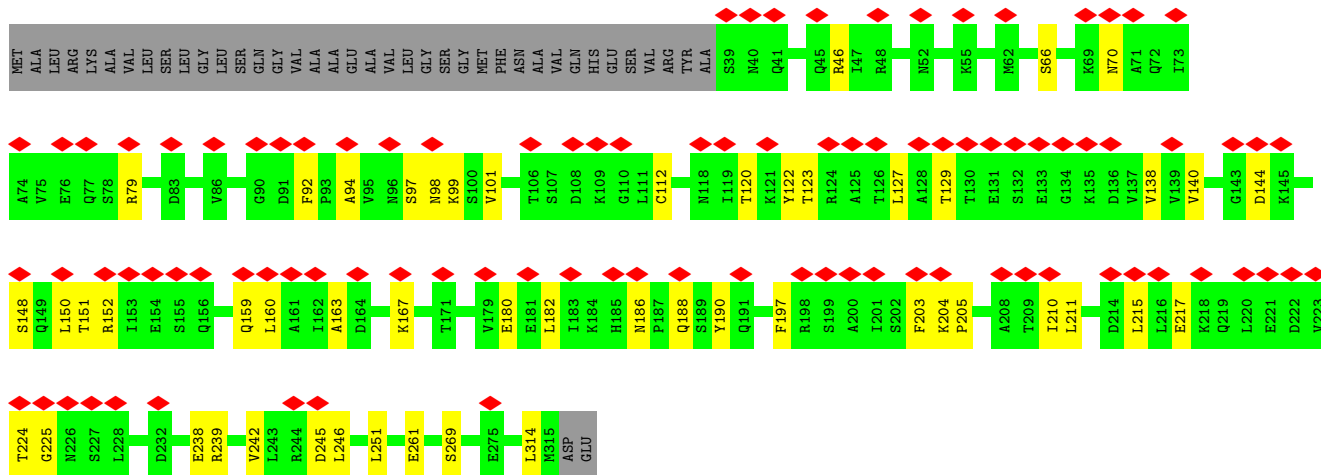 MET ALA LEU ARG LYS ALA VAL LEU SER LEU GLY LEU SER GLN GLY VAL ALA ALA GLU ALA VAL LEU GLY SER GLY MET PHE ASN ALA VAL GLN HIS GLU SER VAL ARG TYR ALA S39 N40 Q41 Q45 R46 I47 R48 N52 K55 M62 S66 K69 N70 A71 Q72 I73
A74 V75 E76 Q77 S78 R79 D83 V86 G90 D91 F92 P93 A94 V95 N96 S97 N98 K99 S100 V101 T106 S107 D108 K109 G110 L111 C112 N118 I119 T120 K121 Y122 T123 R124 A125 T126 L127 A128 T129 T130 E131 S132 E133 G134 K135 D136 V137 V138 V139 V140 G143 D144 K145
S148 Q149 L150 T151 R152 I153 E154 S155 Q156 Q159 L160 A161 I162 A163 D164 K167 T171 V179 E180 E181 L182 I183 K184 H185 N186 P187 Q188 S189 Y190 Q191 F197 R198 S199 A200 I201 S202 F203 K204 P205 A208 T209 I210 L211 D214 L215 L216 E217 K218 Q219 L220 E221 D222 V223
T224 G225 N226 S227 L228 D232 E238 R239 V242 L243 R244 D245 L246 L251 E261 S269 E275 L314 M315 ASP GLU